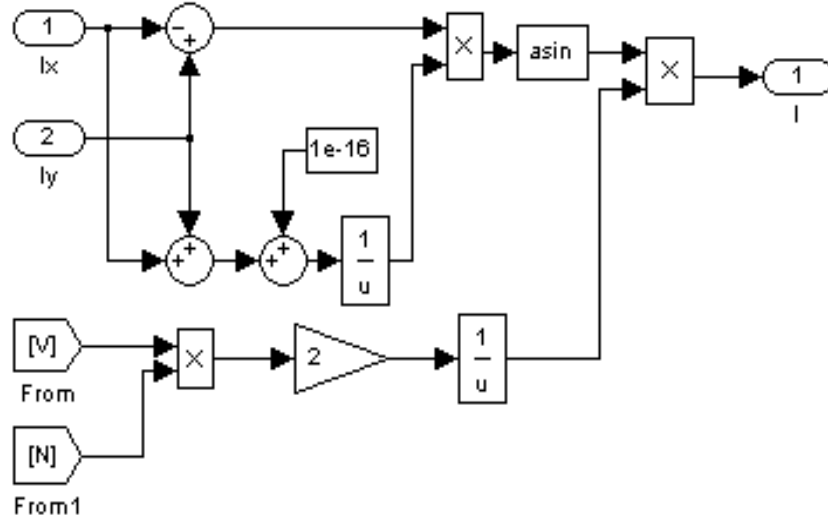 1
Ix
-
+
×
asin
×
1
I
2
Iy
1e-16
+
+
+
+
1
u
[V]
From
×
2
1
u
[N]
From1